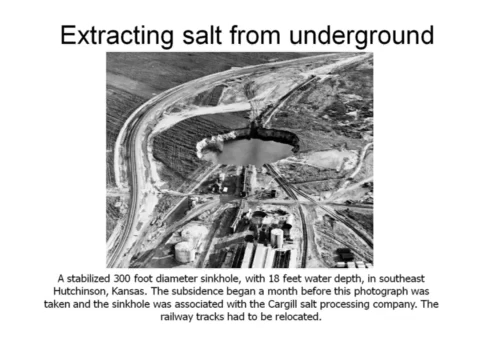 Extracting salt from underground
A stabilized 300 foot diameter sinkhole, with 18 feet water depth, in southeast
Hutchinson, Kansas. The subsidence began a month before this photograph was
taken and the sinkhole was associated with the Cargill salt processing company. The
railway tracks had to be relocated.